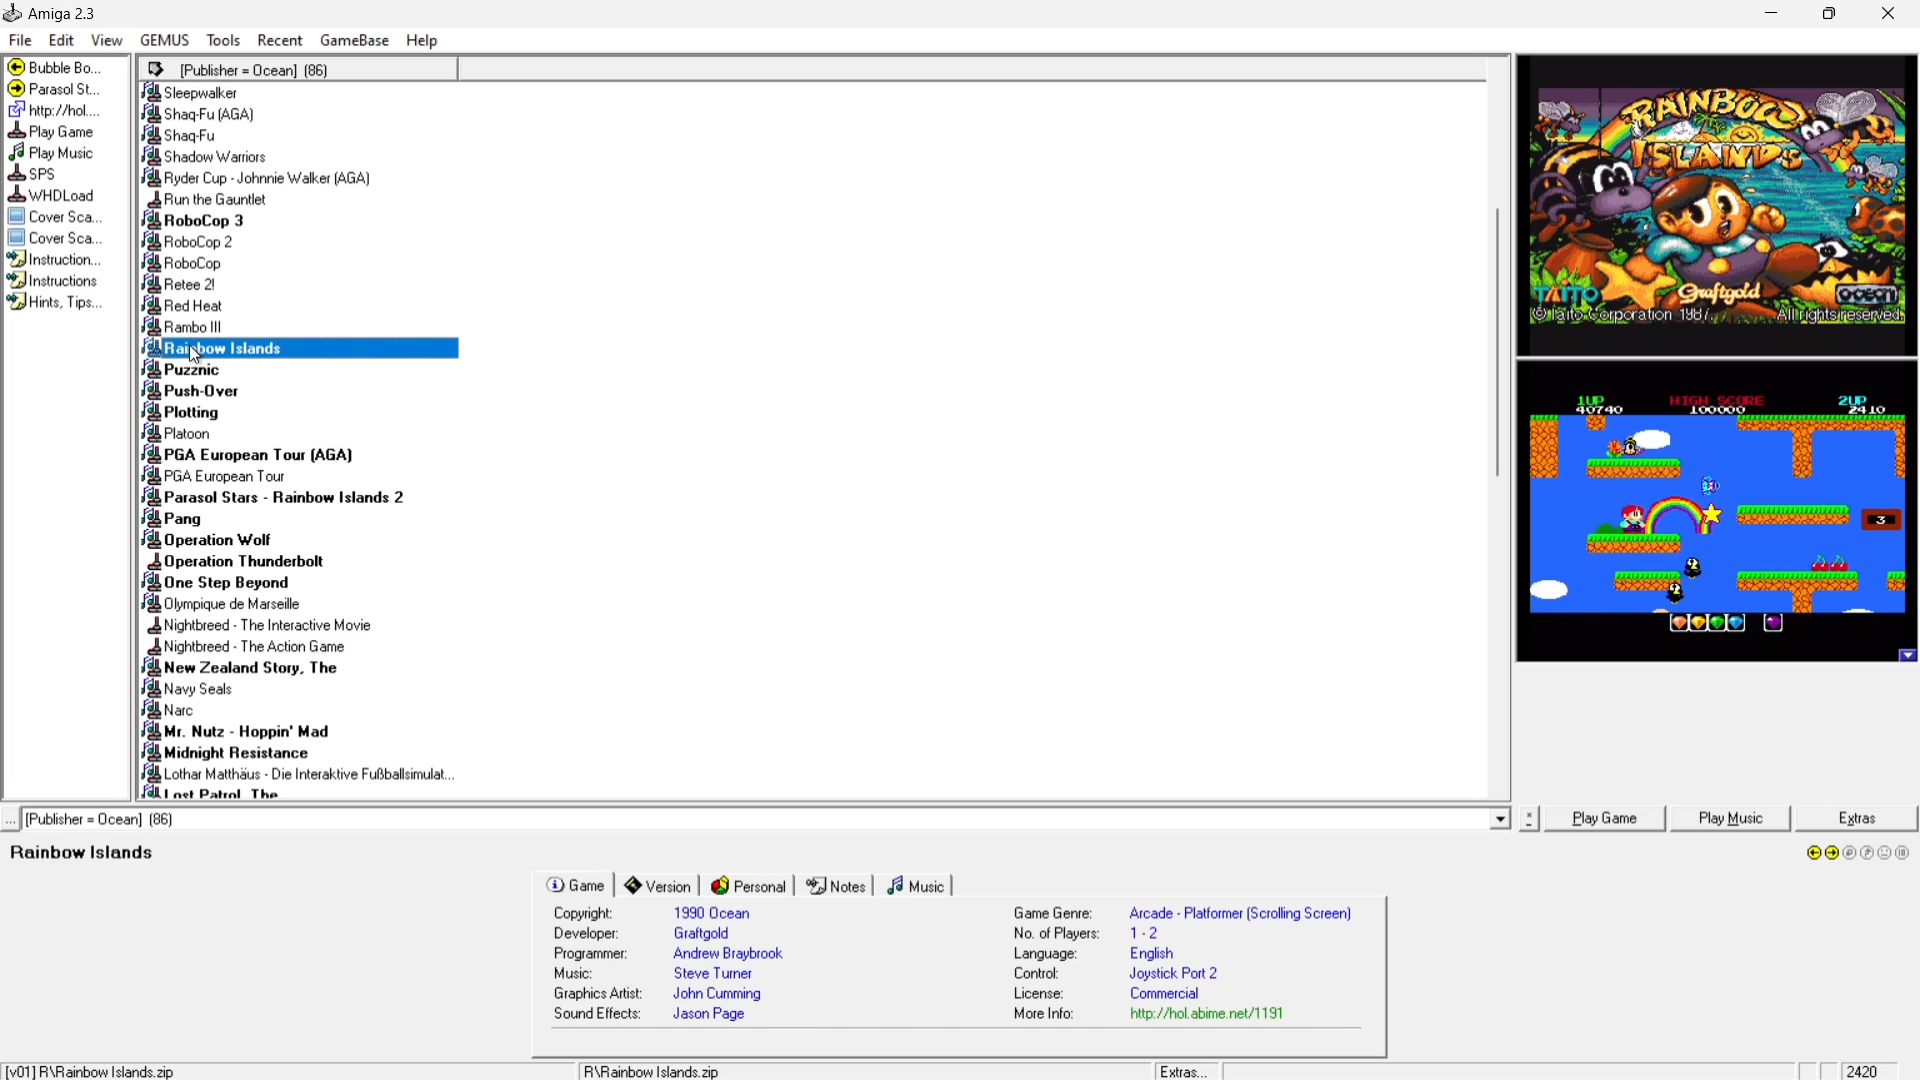 Amiga 2.3
File Edit View GEMUS Tools Recent GameBase Help
Bubble Bo...
Parasol St...
http://hol....
Play Game
Play Music
SPS
WHDLoad
Cover Sca...
Cover Sca...
Instruction...
Instructions
Hints, Tips...
[Publisher = Ocean] (86)
Sleepwalker
Shaq-Fu (AGA)
Shaq-Fu
Shadow Warriors
Ryder Cup - Johnnie Walker (AGA)
Run the Gauntlet
RoboCop 3
RoboCop 2
RoboCop
Retee 2!
Red Heat
Rambo III
Rainbow Islands
Puzznic
Push-Over
Plotting
Platoon
PGA European Tour (AGA)
PGA European Tour
Parasol Stars - Rainbow Islands 2
Pang
Operation Wolf
Operation Thunderbolt
One Step Beyond
Olympique de Marseille
Nightbreed - The Interactive Movie
Nightbreed - The Action Game
New Zealand Story, The
Navy Seals
Narc
Mr. Nutz - Hoppin' Mad
Midnight Resistance
Lothar Matthäus - Die Interaktive Fußballsimulat...
Lost Patrol, The
RAINBOW
ISLANDS
TAITO Graftgold ocean
© Taito Corporation 1987. All rights reserved.
1UP HIGH SCORE 2UP
40740 100000 2410
3
... [Publisher = Ocean] (86)
Play Game Play Music Extras
Rainbow Islands
Game Version Personal Notes Music
Copyright: 1990 Ocean
Developer: Graftgold
Programmer: Andrew Braybrook
Music: Steve Turner
Graphics Artist: John Cumming
Sound Effects: Jason Page
Game Genre: Arcade - Platformer (Scrolling Screen)
No. of Players: 1 - 2
Language: English
Control: Joystick Port 2
License: Commercial
More Info: http://hol.abime.net/1191
[v01] R\Rainbow Islands.zip R\Rainbow Islands.zip Extras... 2420